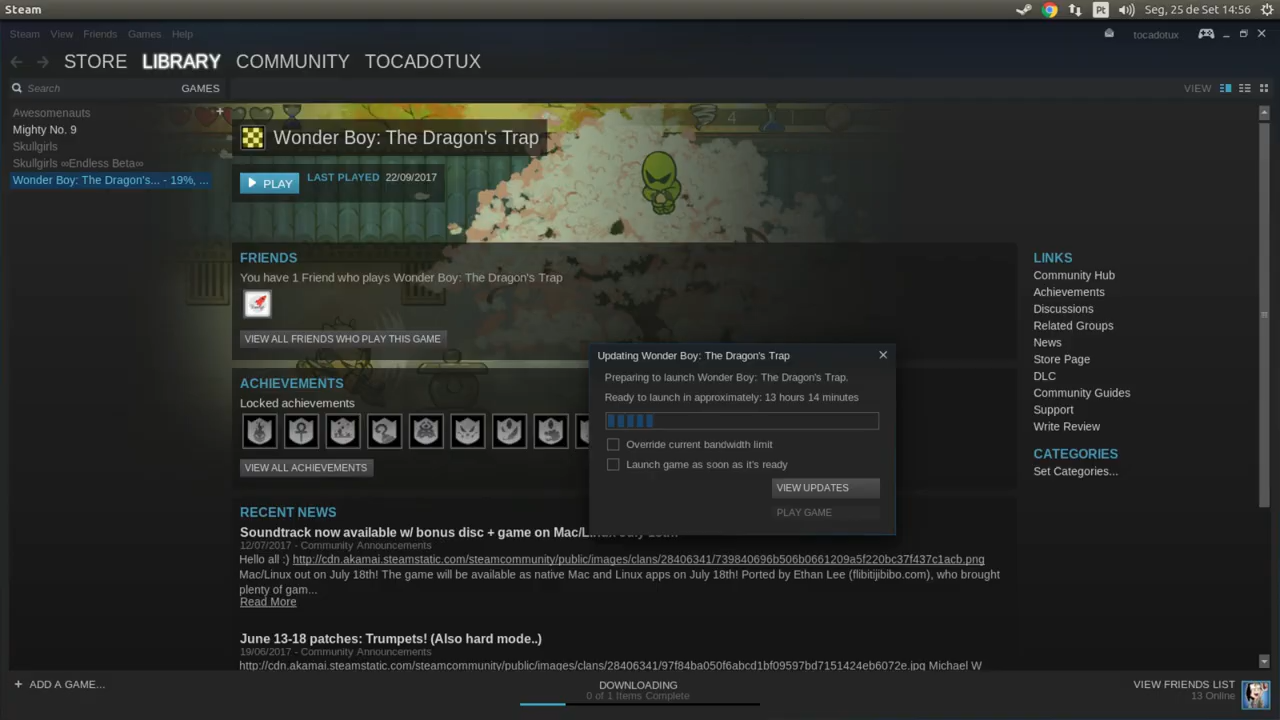 Steam
Pt
Seg, 25 de Set 14:56
Steam View Friends Games Help
tocadotux
STORE LIBRARY COMMUNITY TOCADOTUX
Search
GAMES
VIEW
Awesomenauts
Mighty No. 9
Skullgirls
Skullgirls ∞Endless Beta∞
Wonder Boy: The Dragon's... - 19%, ...
4
1
Wonder Boy: The Dragon's Trap
PLAY
LAST PLAYED 22/09/2017
FRIENDS
You have 1 Friend who plays Wonder Boy: The Dragon's Trap
VIEW ALL FRIENDS WHO PLAY THIS GAME
ACHIEVEMENTS
Locked achievements
VIEW ALL ACHIEVEMENTS
RECENT NEWS
Soundtrack now available w/ bonus disc + game on Mac/Linux July 18th!
12/07/2017 - Community Announcements
Hello all :) http://cdn.akamai.steamstatic.com/steamcommunity/public/images/clans/28406341/739840696b506b0661209a5f220bc37f437c1acb.png
Mac/Linux out on July 18th! The game will be available as native Mac and Linux apps on July 18th! Ported by Ethan Lee (flibitijibibo.com), who brought
plenty of gam...
Read More
June 13-18 patches: Trumpets! (Also hard mode..)
19/06/2017 - Community Announcements
http://cdn.akamai.steamstatic.com/steamcommunity/public/images/clans/28406341/97f84ba050f6abcd1bf09597bd7151424eb6072e.jpg Michael W
Updating Wonder Boy: The Dragon's Trap
Preparing to launch Wonder Boy: The Dragon's Trap.
Ready to launch in approximately: 13 hours 14 minutes
Override current bandwidth limit
Launch game as soon as it's ready
VIEW UPDATES
PLAY GAME
LINKS
Community Hub
Achievements
Discussions
Related Groups
News
Store Page
DLC
Community Guides
Support
Write Review
CATEGORIES
Set Categories...
+ ADD A GAME...
DOWNLOADING
0 of 1 Items Complete
VIEW FRIENDS LIST
13 Online